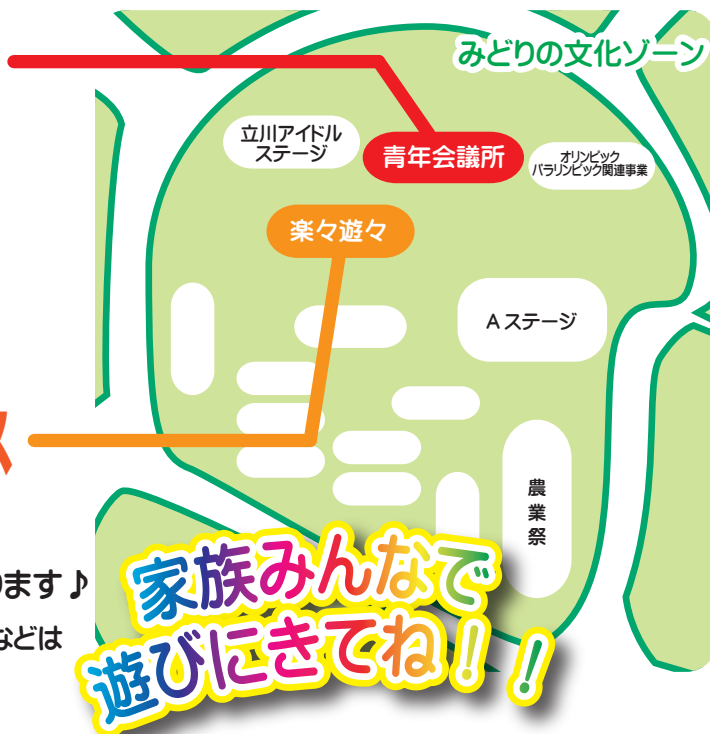 みどりの文化ゾーン
立川アイドル
ステージ
青年会議所
オリンピック
パラリンピック関連事業
楽々遊々
Aステージ
ス
農業祭
ります♪
などは
家族みんなで
遊びにきてね！！